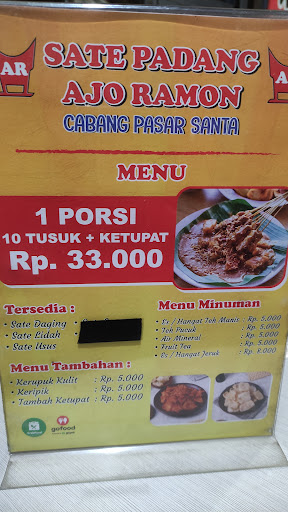 AR
A
SATE PADANG
AJO RAMON
CABANG PASAR SANTA
MENU
1 PORSI
10 TUSUK + KETUPAT
Rp. 33.000
Tersedia :
- Sate Daging
- Sate Lidah
- Sate Usus
Menu Tambahan :
- Kerupuk Kulit : Rp. 5.000
- Keripik : Rp. 5.000
- Tambah Ketupat : Rp. 5.000
Menu Minuman
- Es / Hangat Teh Manis : Rp. 5.000
- Teh Pucuk : Rp. 5.000
- Air Mineral : Rp. 5.000
- Fruit Tea : Rp. 5.000
- Es / Hangat Jeruk : Rp. 9.000
gofood